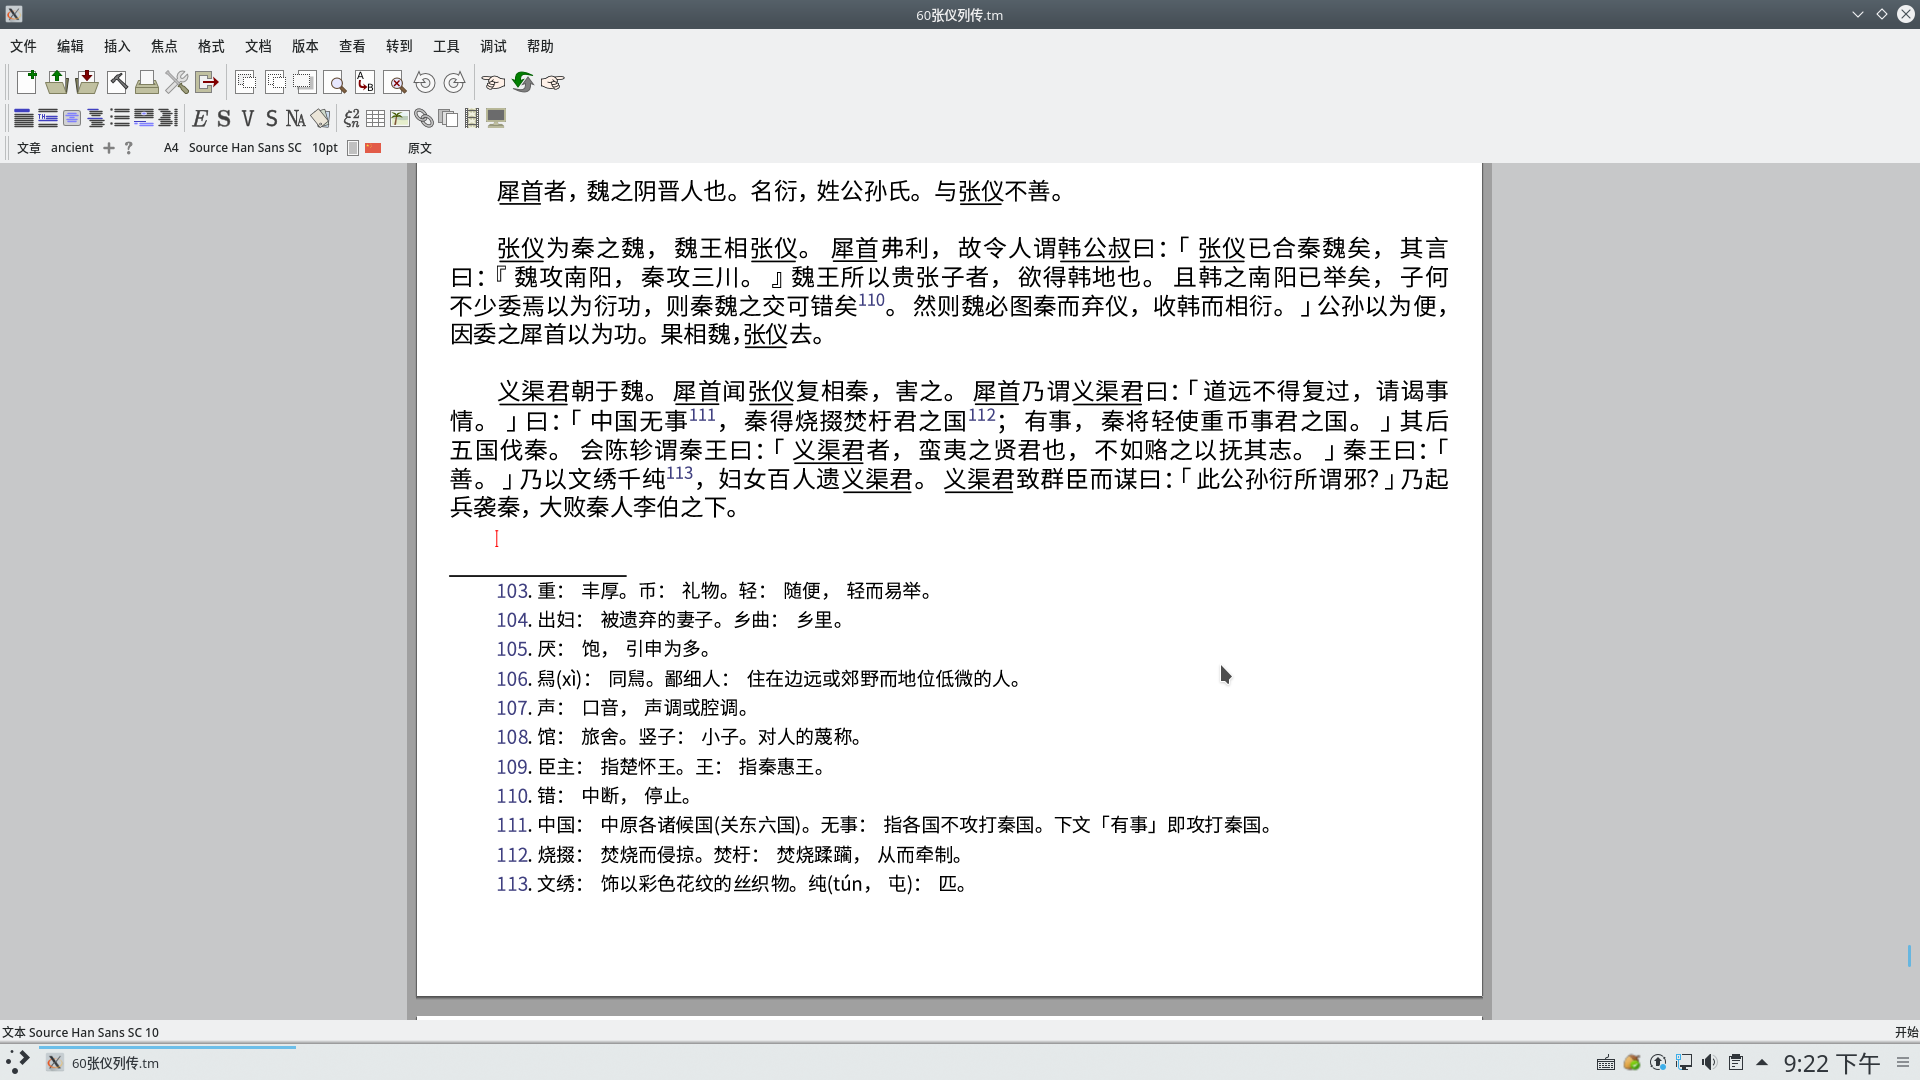 60张仪列传.tm
文件 编辑 插入 焦点 格式 文档 版本 查看 转到 工具 调试 帮助
文章 ancient A4 Source Han Sans SC 10pt 原文
犀首者，魏之阴晋人也。名衍，姓公孙氏。与张仪不善。
张仪为秦之魏，魏王相张仪。犀首弗利，故令人谓韩公叔曰：「张仪已合秦魏矣，其言
曰：『魏攻南阳，秦攻三川。』魏王所以贵张子者，欲得韩地也。且韩之南阳已举矣，子何
不少委焉以为衍功，则秦魏之交可错矣110。然则魏必图秦而弃仪，收韩而相衍。」公孙以为便，
因委之犀首以为功。果相魏，张仪去。
义渠君朝于魏。犀首闻张仪复相秦，害之。犀首乃谓义渠君曰：「道远不得复过，请谒事
情。」曰：「中国无事111，秦得烧掇焚杅君之国112；有事，秦将轻使重币事君之国。」其后
五国伐秦。会陈轸谓秦王曰：「义渠君者，蛮夷之贤君也，不如赂之以抚其志。」秦王曰：「
善。」乃以文绣千纯113，妇女百人遗义渠君。义渠君致群臣而谋曰：「此公孙衍所谓邪？」乃起
兵袭秦，大败秦人李伯之下。
103. 重：丰厚。币：礼物。轻：随便，轻而易举。
104. 出妇：被遗弃的妻子。乡曲：乡里。
105. 厌：饱，引申为多。
106. 舄(xì)：同舄。鄙细人：住在边远或郊野而地位低微的人。
107. 声：口音，声调或腔调。
108. 馆：旅舍。竖子：小子。对人的蔑称。
109. 臣主：指楚怀王。王：指秦惠王。
110. 错：中断，停止。
111. 中国：中原各诸候国(关东六国)。无事：指各国不攻打秦国。下文「有事」即攻打秦国。
112. 烧掇：焚烧而侵掠。焚杅：焚烧蹂躏，从而牵制。
113. 文绣：饰以彩色花纹的丝织物。纯(tún，屯)：匹。
文本 Source Han Sans SC 10 开始
60张仪列传.tm 9:22 下午